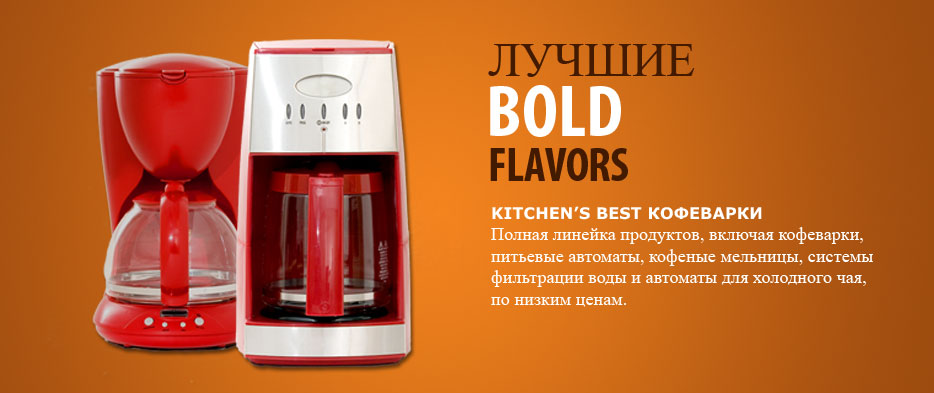 ЛУЧШИЕ
BOLD
FLAVORS
KITCHEN’S BEST КОФЕВАРКИ
Полная линейка продуктов, включая кофеварки,
питьевые автоматы, кофеные мельницы, системы
фильтрации воды и автоматы для холодного чая,
по низким ценам.